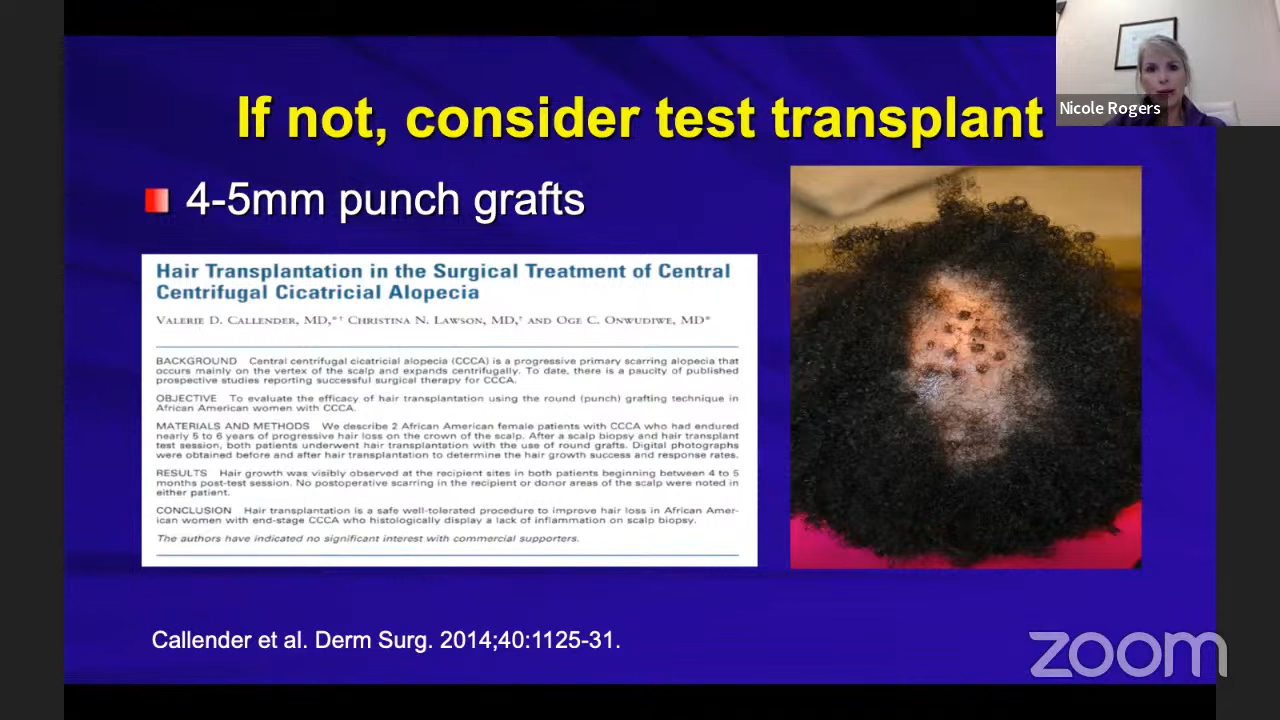 If not, consider test transplant
Nicole Rogers
4-5mm punch grafts
Hair Transplantation in the Surgical Treatment of Central
Centrifugal Cicatricial Alopecia
VALERIE D. CALLENDER, MD,*† CHRISTINA N. LAWSON, MD,† AND OGE C. ONWUDIWE, MD*
BACKGROUND Central centrifugal cicatricial alopecia (CCCA) is a progressive primary scarring alopecia that
occurs mainly on the vertex of the scalp and expands centrifugally. To date, there is a paucity of published
prospective studies reporting successful surgical therapy for CCCA.
OBJECTIVE To evaluate the efficacy of hair transplantation using the round (punch) grafting technique in
African American women with CCCA.
MATERIALS AND METHODS We describe 2 African American female patients with CCCA who had endured
nearly 5 to 6 years of progressive hair loss on the crown of the scalp. After a scalp biopsy and hair transplant
test session, both patients underwent hair transplantation with the use of round grafts. Digital photographs
were obtained before and after hair transplantation to determine the hair growth success and response rates.
RESULTS Hair growth was visibly observed at the recipient sites in both patients beginning between 4 to 5
months post-test session. No postoperative scarring in the recipient or donor areas of the scalp were noted in
either patient.
CONCLUSION Hair transplantation is a safe well-tolerated procedure to improve hair loss in African Amer-
ican women with end-stage CCCA who histologically display a lack of inflammation on scalp biopsy.
The authors have indicated no significant interest with commercial supporters.
Callender et al. Derm Surg. 2014;40:1125-31.
zoom